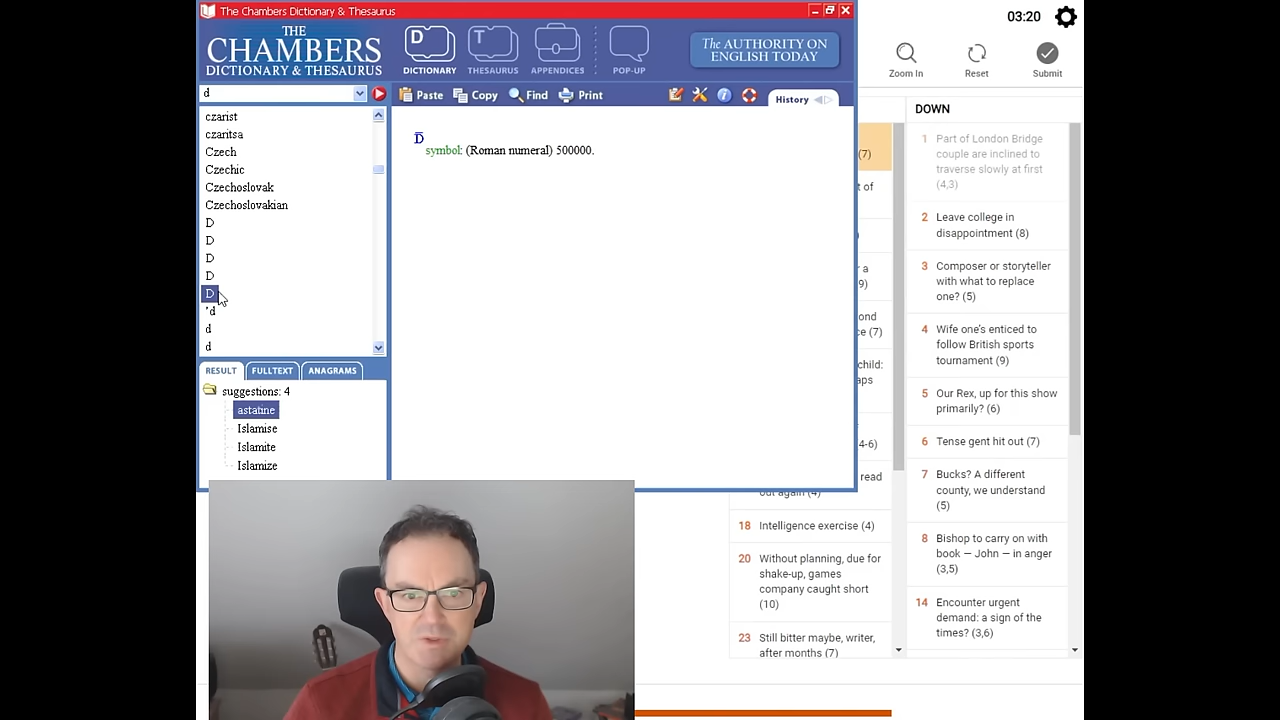 The Chambers Dictionary & Thesaurus
THE
CHAMBERS
DICTIONARY & THESAURUS
D
DICTIONARY
T
THESAURUS
APPENDICES
POP-UP
The AUTHORITY ON
ENGLISH TODAY
d
Paste
Copy
Find
Print
History
czarist
czaritsa
Czech
Czechic
Czechoslovak
Czechoslovakian
D
D
D
D
D
'd
d
d
D̅
symbol: (Roman numeral) 500000.
RESULT
FULLTEXT
ANAGRAMS
suggestions: 4
astatine
Islamise
Islamite
Islamize
03:20
Zoom In
Reset
Submit
(7)
t of
)
r a
9)
ond
ce (7)
child:
aps
4-6)
read
out again (4)
18 Intelligence exercise (4)
20 Without planning, due for
shake-up, games
company caught short
(10)
23 Still bitter maybe, writer,
after months (7)
DOWN
1 Part of London Bridge
couple are inclined to
traverse slowly at first
(4,3)
2 Leave college in
disappointment (8)
3 Composer or storyteller
with what to replace
one? (5)
4 Wife one's enticed to
follow British sports
tournament (9)
5 Our Rex, up for this show
primarily? (6)
6 Tense gent hit out (7)
7 Bucks? A different
county, we understand
(5)
8 Bishop to carry on with
book — John — in anger
(3,5)
14 Encounter urgent
demand: a sign of the
times? (3,6)